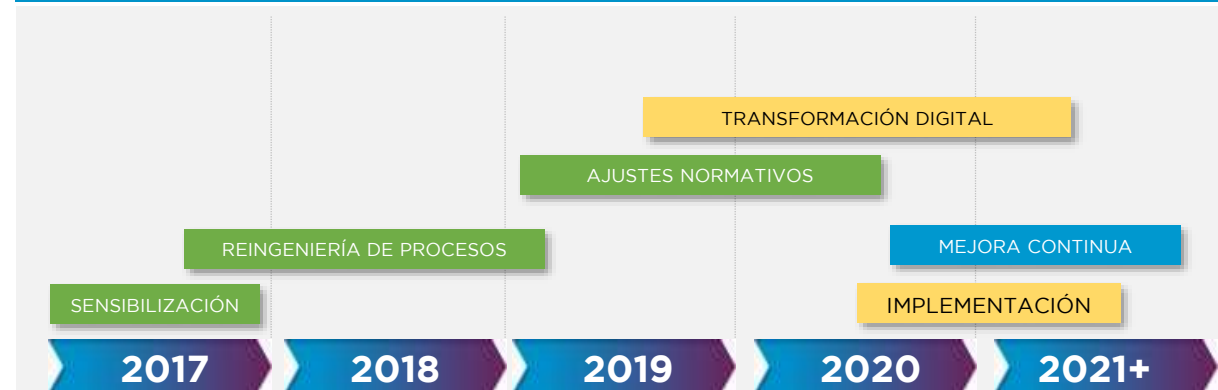 TRANSFORMACIÓN DIGITAL
AJUSTES NORMATIVOS
REINGENIERÍA DE PROCESOS
MEJORA CONTINUA
SENSIBILIZACIÓN
IMPLEMENTACIÓN
2017 2018 2019 2020 2021+